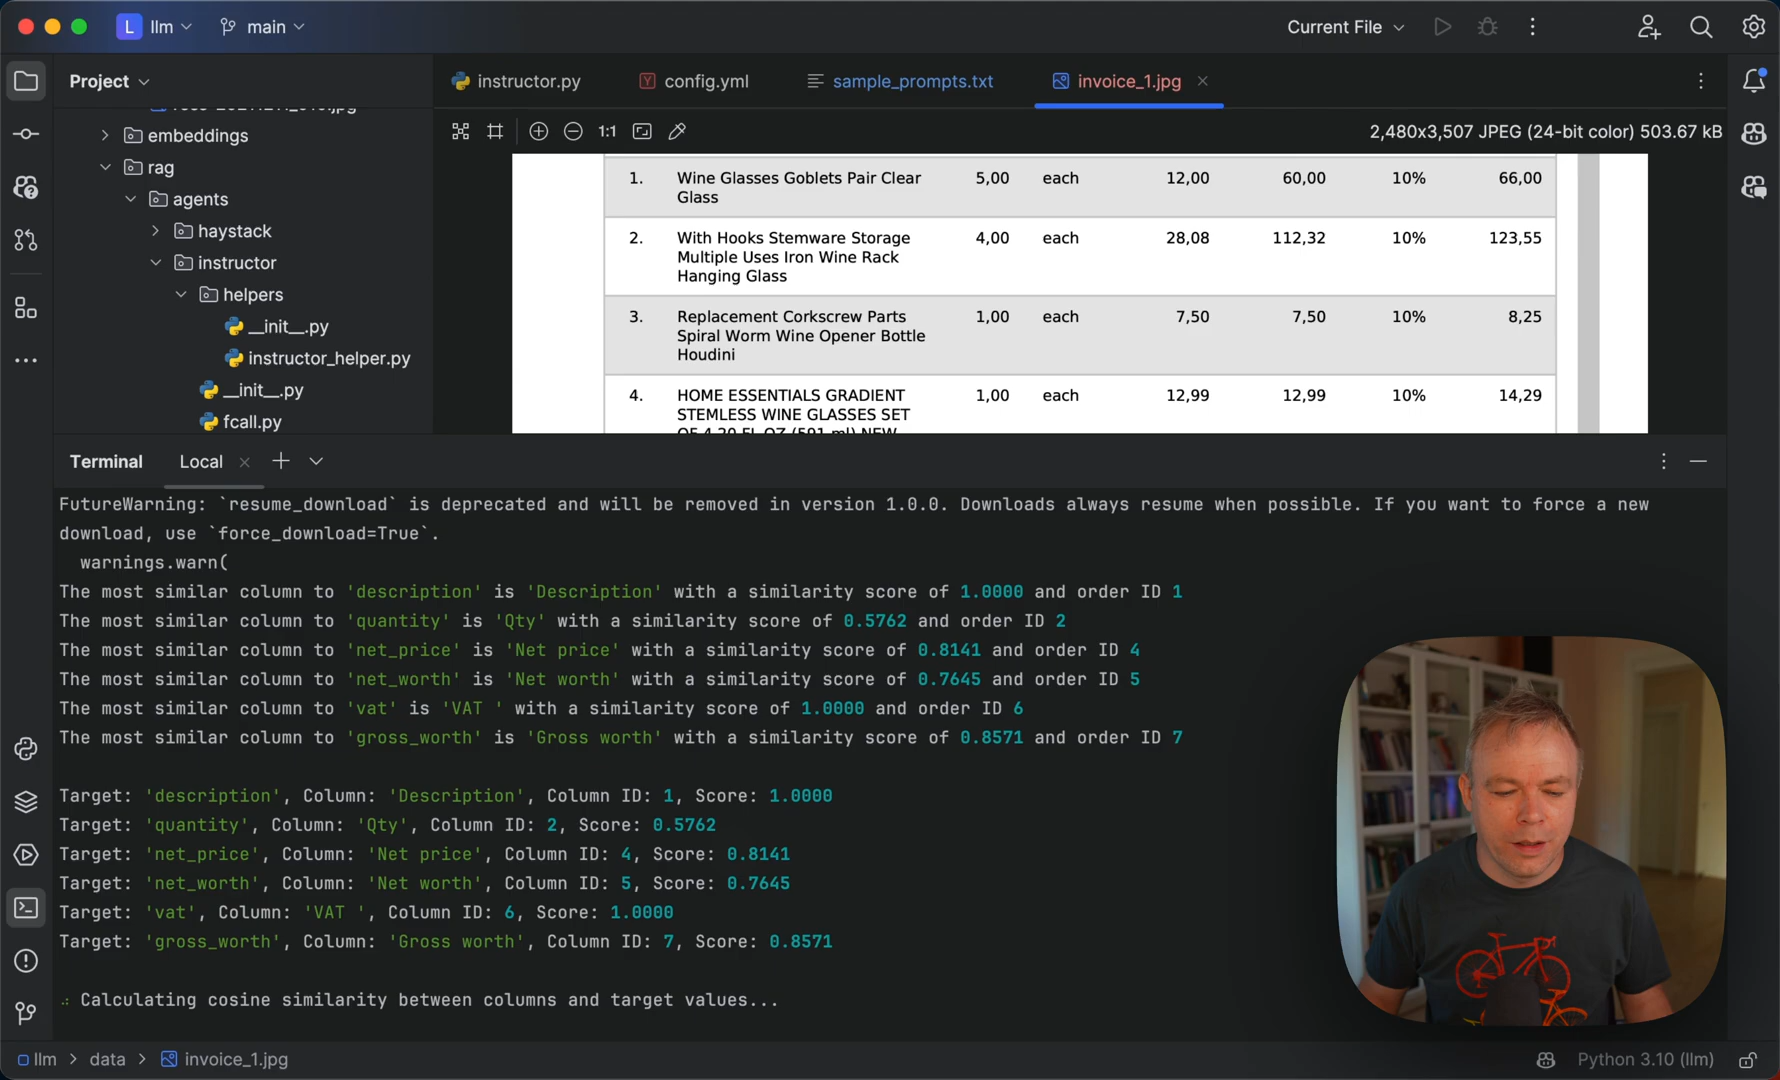 L llm main Current File
Project
instructor.py config.yml sample_prompts.txt invoice_1.jpg
embeddings
rag
agents
haystack
instructor
helpers
__init__.py
instructor_helper.py
__init__.py
fcall.py
1:1 2,480x3,507 JPEG (24-bit color) 503.67 kB
1. Wine Glasses Goblets Pair Clear 5,00 each 12,00 60,00 10% 66,00
Glass
2. With Hooks Stemware Storage 4,00 each 28,08 112,32 10% 123,55
Multiple Uses Iron Wine Rack
Hanging Glass
3. Replacement Corkscrew Parts 1,00 each 7,50 7,50 10% 8,25
Spiral Worm Wine Opener Bottle
Houdini
4. HOME ESSENTIALS GRADIENT 1,00 each 12,99 12,99 10% 14,29
STEMLESS WINE GLASSES SET
OF 4 20 FL OZ (591 ml) NEW
Terminal Local
FutureWarning: `resume_download` is deprecated and will be removed in version 1.0.0. Downloads always resume when possible. If you want to force a new
download, use `force_download=True`.
warnings.warn(
The most similar column to 'description' is 'Description' with a similarity score of 1.0000 and order ID 1
The most similar column to 'quantity' is 'Qty' with a similarity score of 0.5762 and order ID 2
The most similar column to 'net_price' is 'Net price' with a similarity score of 0.8141 and order ID 4
The most similar column to 'net_worth' is 'Net worth' with a similarity score of 0.7645 and order ID 5
The most similar column to 'vat' is 'VAT ' with a similarity score of 1.0000 and order ID 6
The most similar column to 'gross_worth' is 'Gross worth' with a similarity score of 0.8571 and order ID 7
Target: 'description', Column: 'Description', Column ID: 1, Score: 1.0000
Target: 'quantity', Column: 'Qty', Column ID: 2, Score: 0.5762
Target: 'net_price', Column: 'Net price', Column ID: 4, Score: 0.8141
Target: 'net_worth', Column: 'Net worth', Column ID: 5, Score: 0.7645
Target: 'vat', Column: 'VAT ', Column ID: 6, Score: 1.0000
Target: 'gross_worth', Column: 'Gross worth', Column ID: 7, Score: 0.8571
Calculating cosine similarity between columns and target values...
llm > data > invoice_1.jpg Python 3.10 (llm)